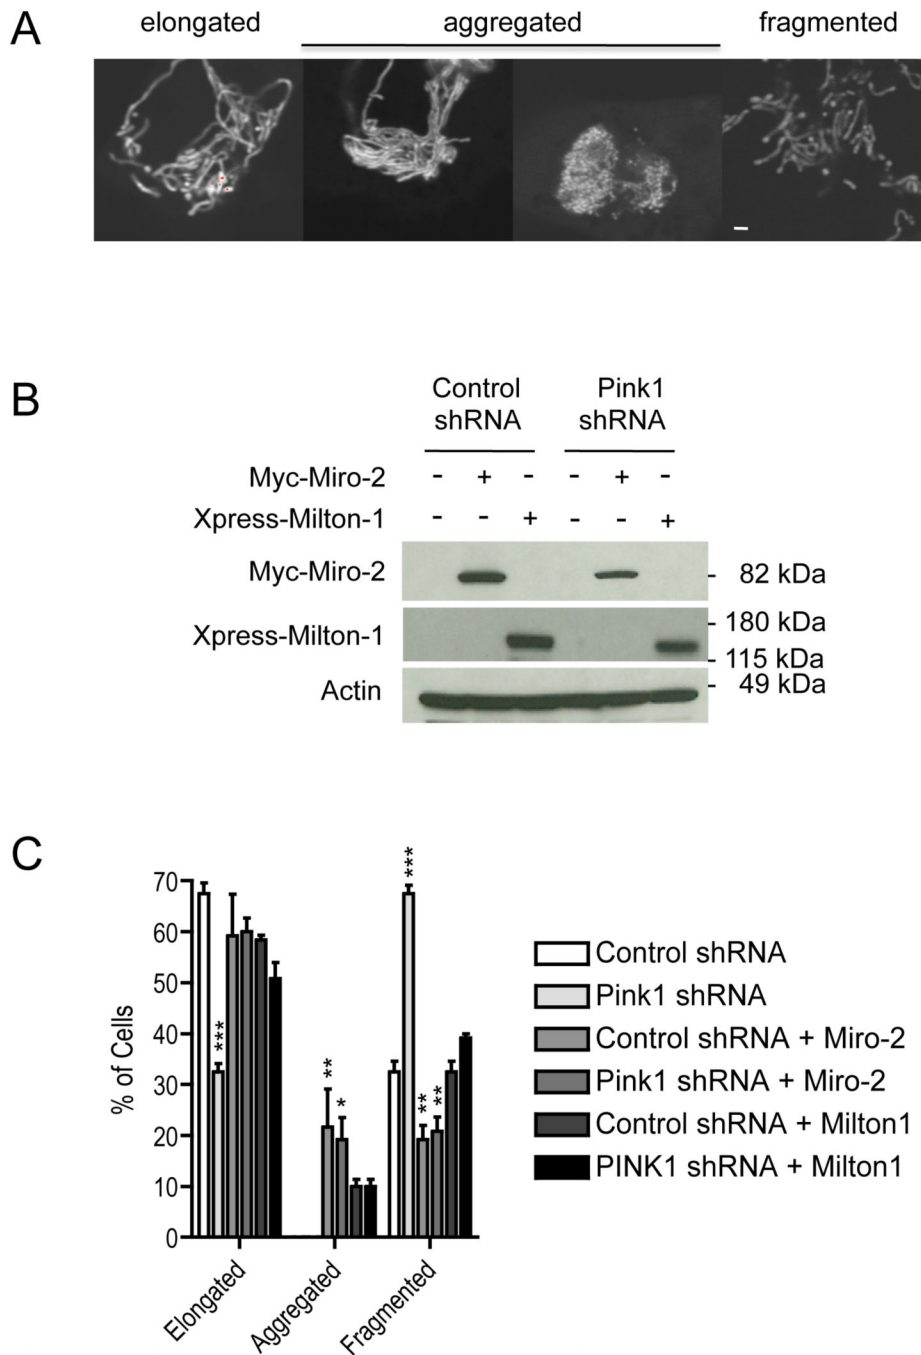 A
elongated aggregated fragmented
B
Control shRNA
Pink1 shRNA
Myc-Miro-2 - + - - + -
Xpress-Milton-1 - - + - - +
Myc-Miro-2 - 82 kDa
Xpress-Milton-1 - 180 kDa
- 115 kDa
Actin - 49 kDa
C
% of Cells
70
60
50
40
30
20
10
0
***
**
*
***
**
**
Elongated
Aggregated
Fragmented
Control shRNA
Pink1 shRNA
Control shRNA + Miro-2
Pink1 shRNA + Miro-2
Control shRNA + Milton1
PINK1 shRNA + Milton1